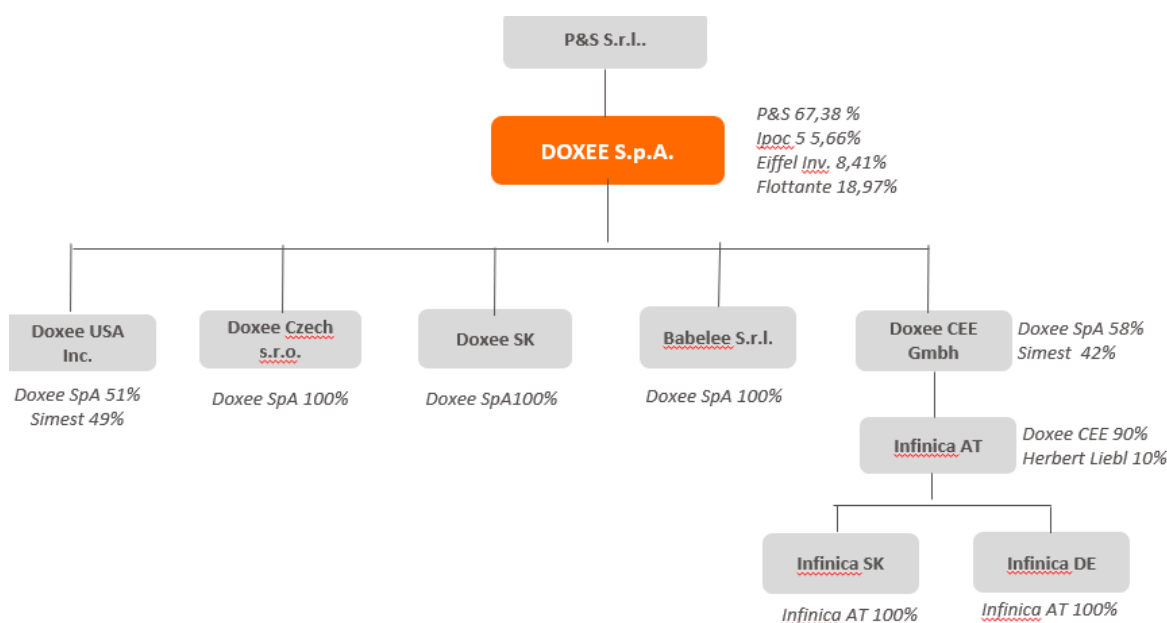 P&S S.r.l..
DOXEE S.p.A.
P&S 67,38 %
Ipoc 5 5,66%
Eiffel Inv. 8,41%
Flottante 18,97%
Doxee USA
Inc.
Doxee SpA 51%
Simest 49%
Doxee Czech
s.r.o.
Doxee SpA 100%
Doxee SK
Doxee SpA100%
Babelee S.r.l.
Doxee SpA 100%
Doxee CEE
Gmbh
Doxee SpA 58%
Simest 42%
Infinica AT
Doxee CEE 90%
Herbert Liebl 10%
Infinica SK
Infinica AT 100%
Infinica DE
Infinica AT 100%